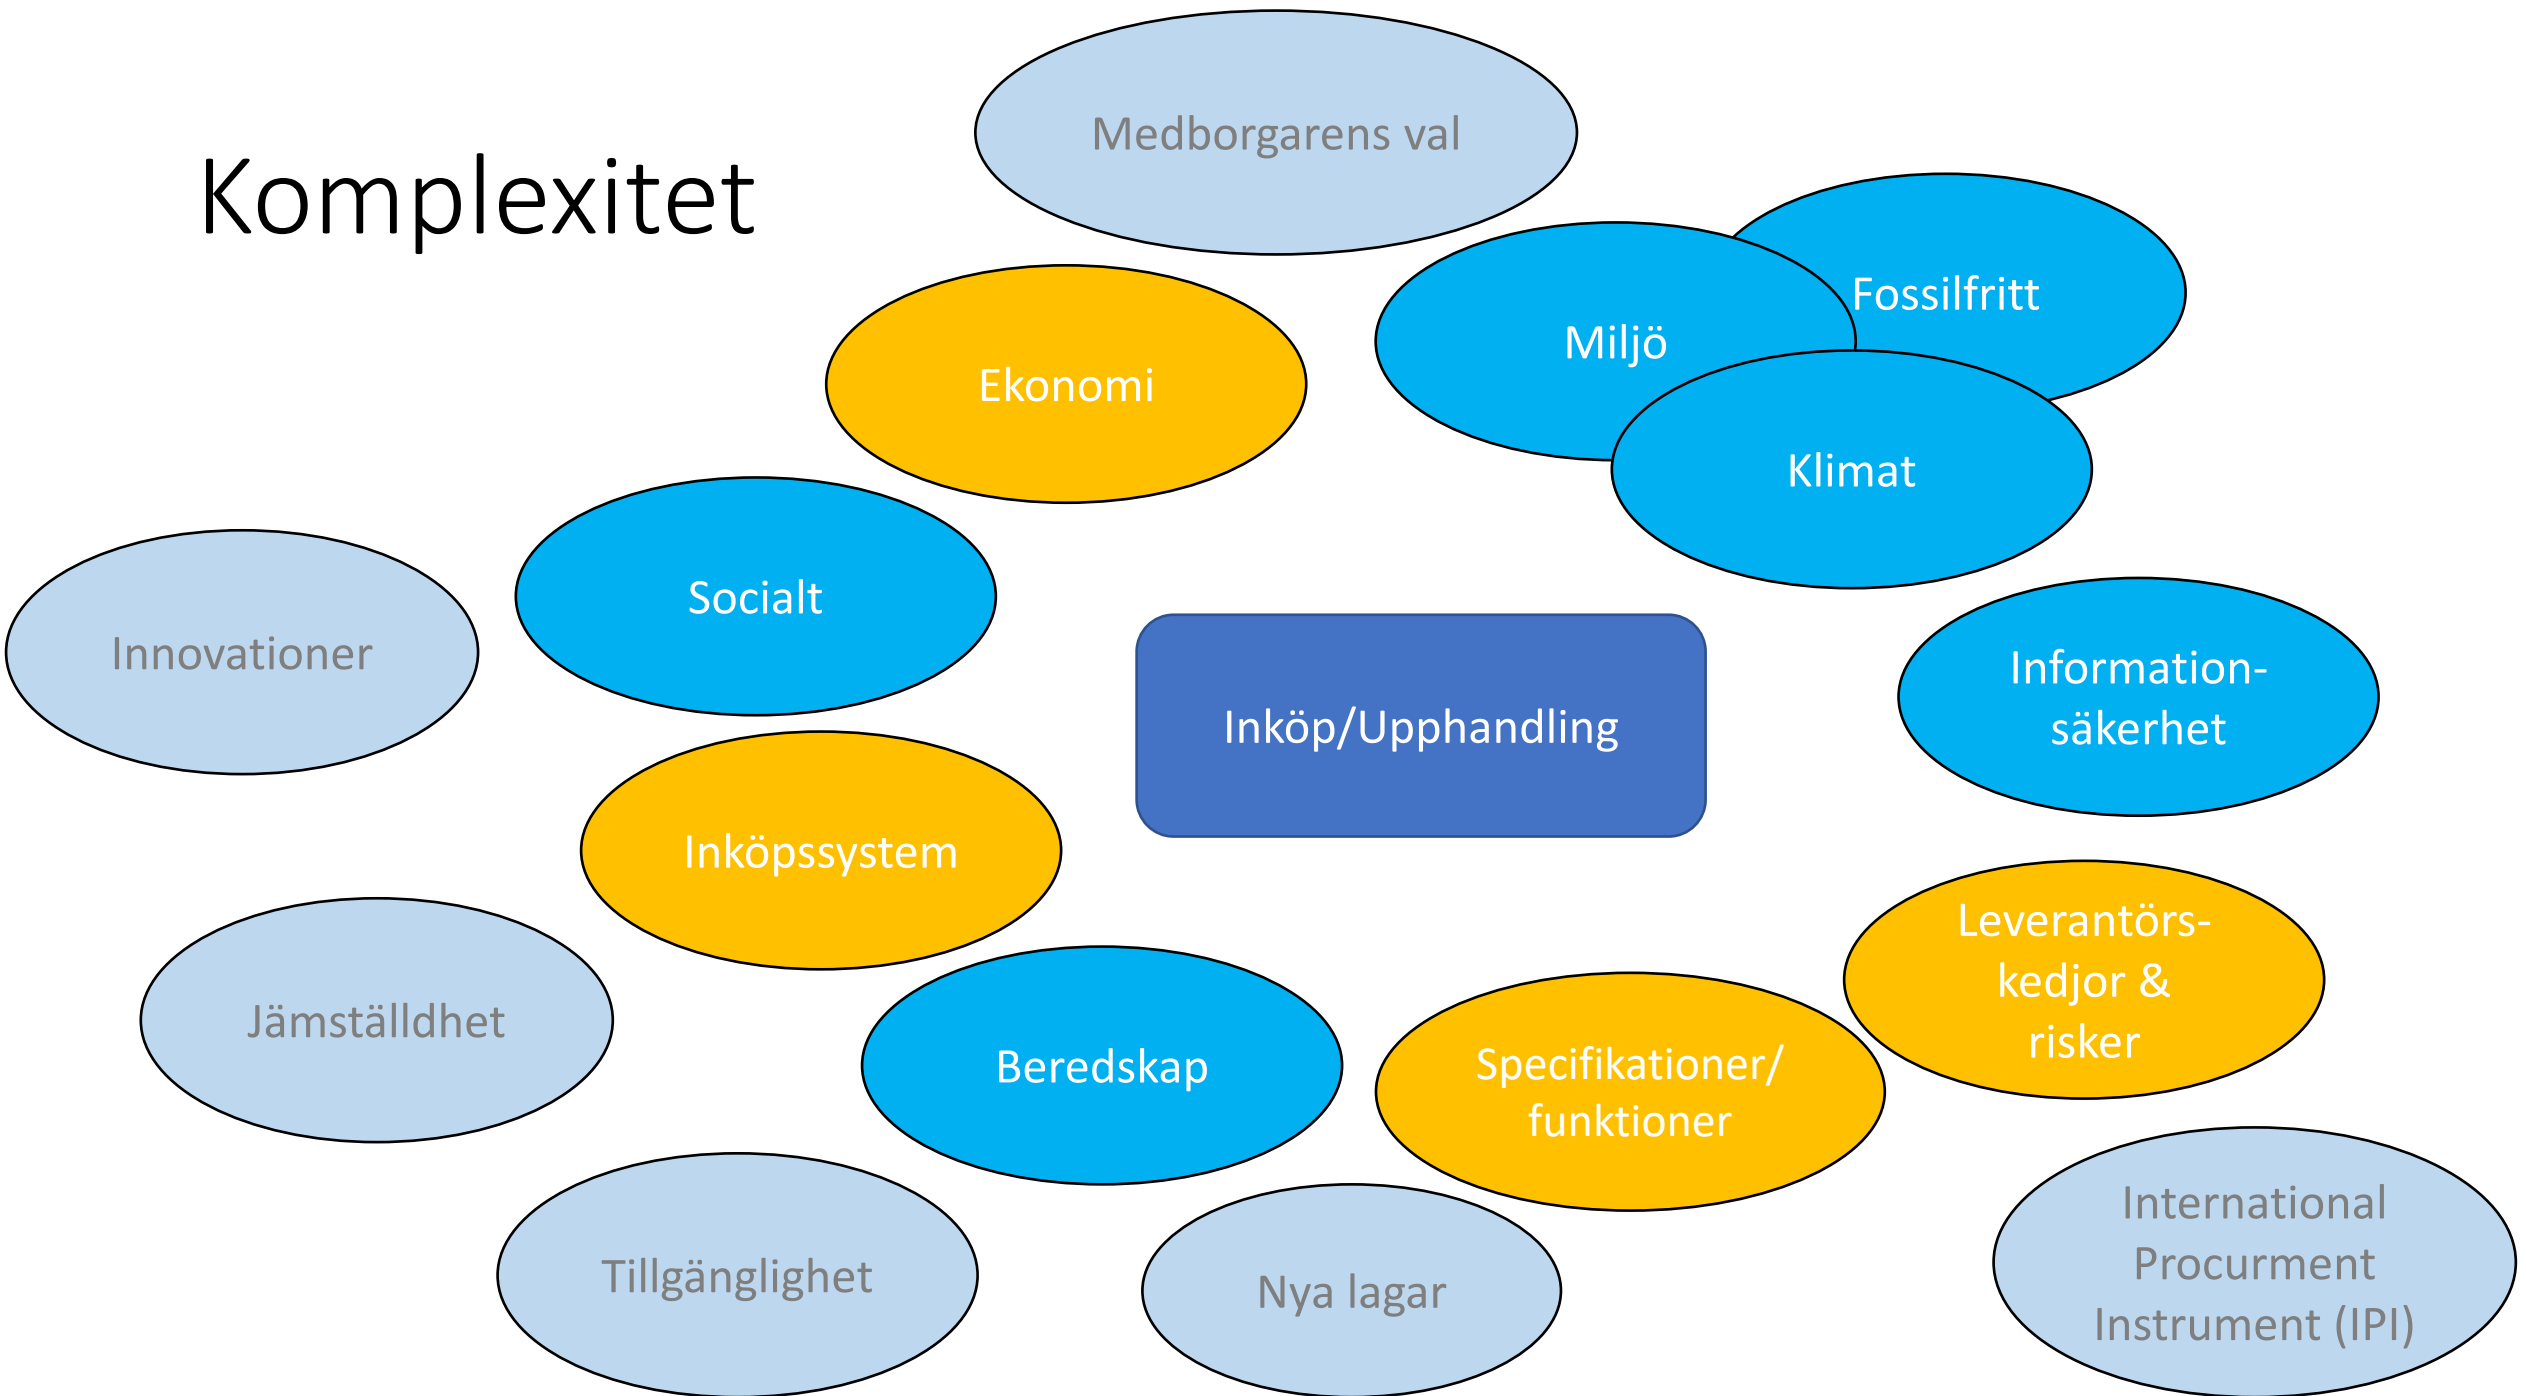 Medborgarens val
Komplexitet
Fossilfritt
Miljö
Ekonomi
Klimat
Socialt
Innovationer
Information-
säkerhet
Inköp/Upphandling
Inköpssystem
Leverantörs-
kedjor &
risker
Jämställdhet
Beredskap
Specifikationer/
funktioner
International
Procurment
Instrument (IPI)
Tillgänglighet
Nya lagar